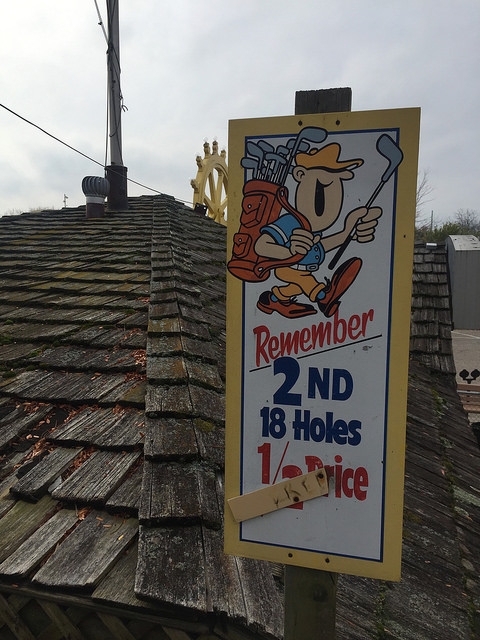 Remember
2ND
18 Holes
1/2 Price